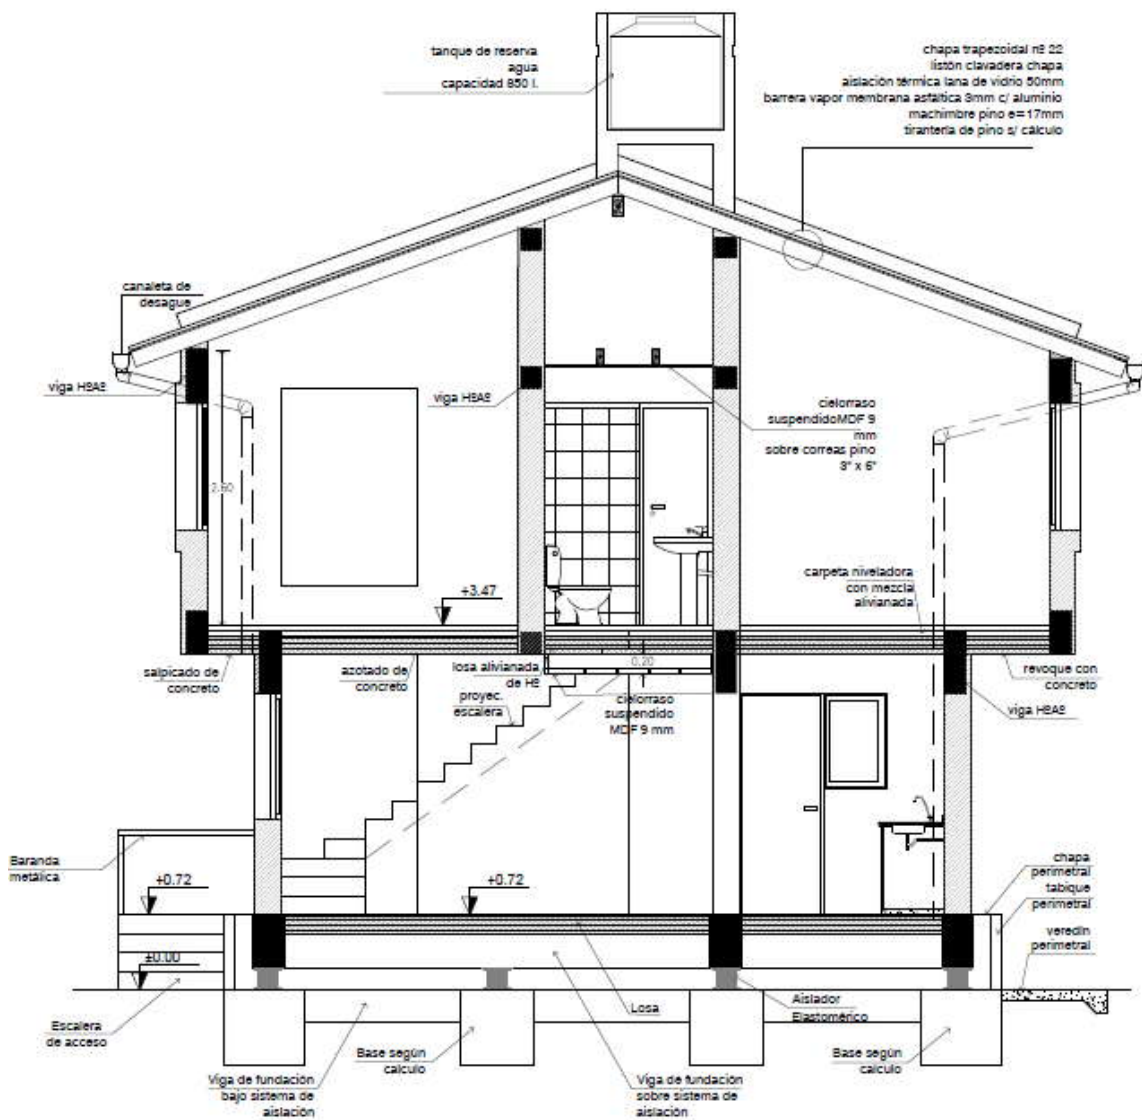 tanque de reserva
agua
capacidad 850 l.
chapa trapezoidal nº 22
listón clavadera chapa
aislación térmica lana de vidrio 50mm
barrera vapor membrana asfáltica 3mm c/ aluminio
machimbre pino e=17mm
tirantería de pino s/ cálculo
canaleta de
desague
viga HºAº
viga HºAº
cielorraso
suspendidoMDF 9
mm
sobre correas pino
3" x 6"
2.60
carpeta niveladora
con mezcla
alivianada
+3.47
salpicado de
concreto
azotado de
concreto
losa alivianada
de Hº
proyec.
escalera
0.20
cielorraso
suspendido
MDF 9 mm
revoque con
concreto
viga HºAº
Baranda
metálica
+0.72
+0.72
chapa
perimetral
tabique
perimetral
veredín
perimetral
±0.00
Escalera
de acceso
Losa
Aislador
Elastomérico
Base según
calculo
Base según
calculo
Viga de fundación
bajo sistema de
aislación
Viga de fundación
sobre sistema de
aislación